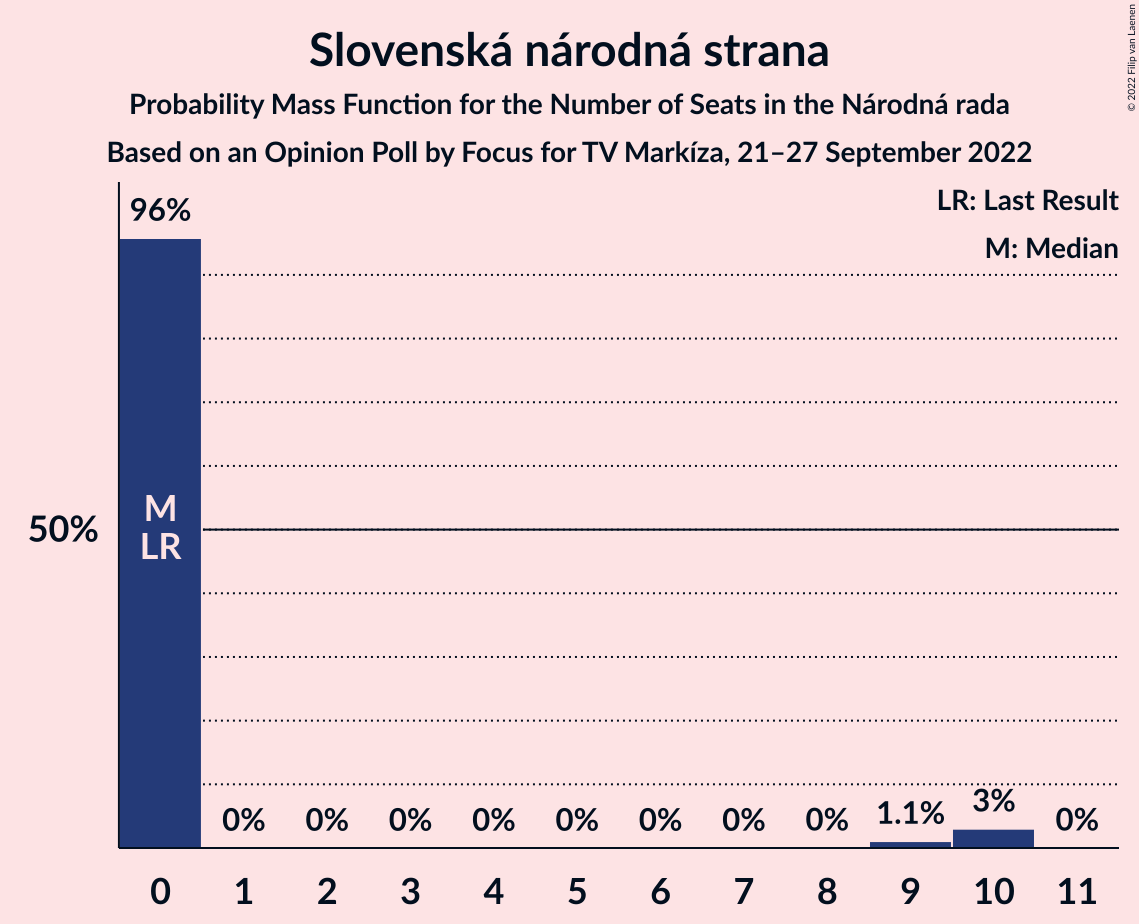 Slovenská národná strana
Probability Mass Function for the Number of Seats in the Národná rada
Based on an Opinion Poll by Focus for TV Markíza, 21–27 September 2022
© 2022 Filip van Laenen
LR: Last Result
M: Median
96%
50%
M
LR
0% 0% 0% 0% 0% 0% 0% 0% 1.1% 3% 0%
0 1 2 3 4 5 6 7 8 9 10 11